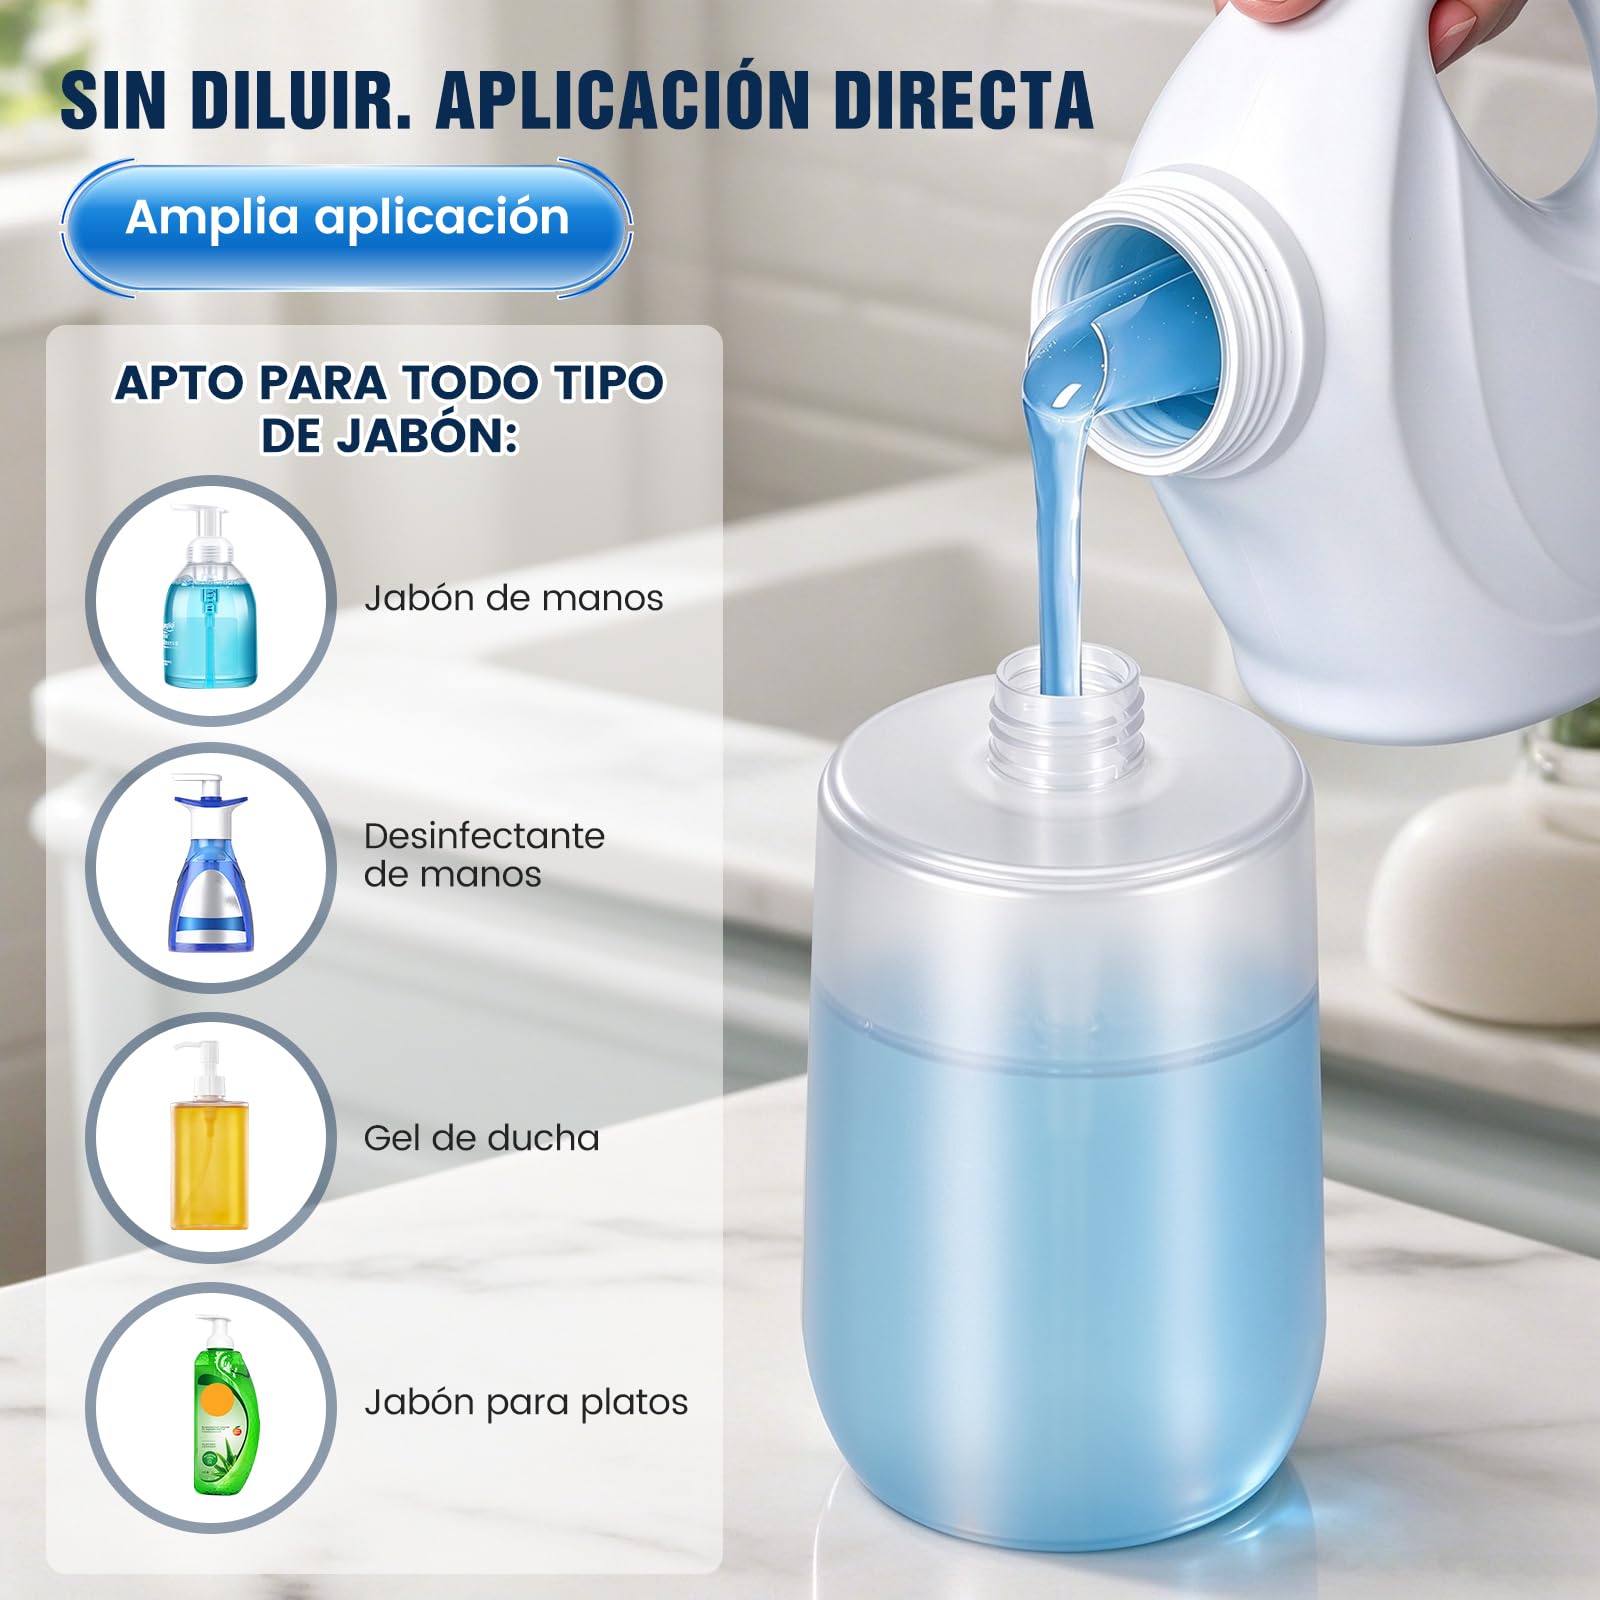 SIN DILUIR. APLICACIÓN DIRECTA
Amplia aplicación
APTO PARA TODO TIPO
DE JABÓN:
Jabón de manos
Desinfectante
de manos
Gel de ducha
Jabón para platos